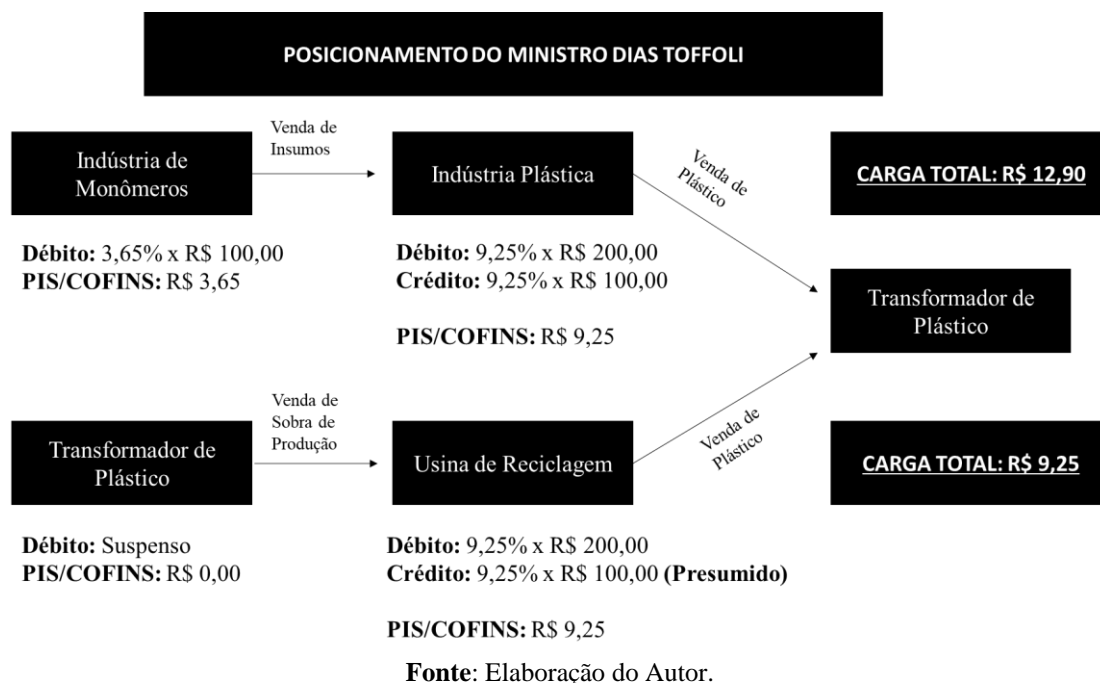 POSICIONAMENTO DO MINISTRO DIAS TOFFOLI
Indústria de
Monômeros
Venda de
Insumos
Indústria Plástica
Venda de
Plástico
CARGA TOTAL: R$ 12,90
Débito: 3,65% x R$ 100,00
PIS/COFINS: R$ 3,65
Débito: 9,25% x R$ 200,00
Crédito: 9,25% x R$ 100,00
PIS/COFINS: R$ 9,25
Transformador de
Plástico
Transformador de
Plástico
Venda de
Sobra de
Produção
Usina de Reciclagem
Venda de
Plástico
CARGA TOTAL: R$ 9,25
Débito: Suspenso
PIS/COFINS: R$ 0,00
Débito: 9,25% x R$ 200,00
Crédito: 9,25% x R$ 100,00 (Presumido)
PIS/COFINS: R$ 9,25
Fonte: Elaboração do Autor.